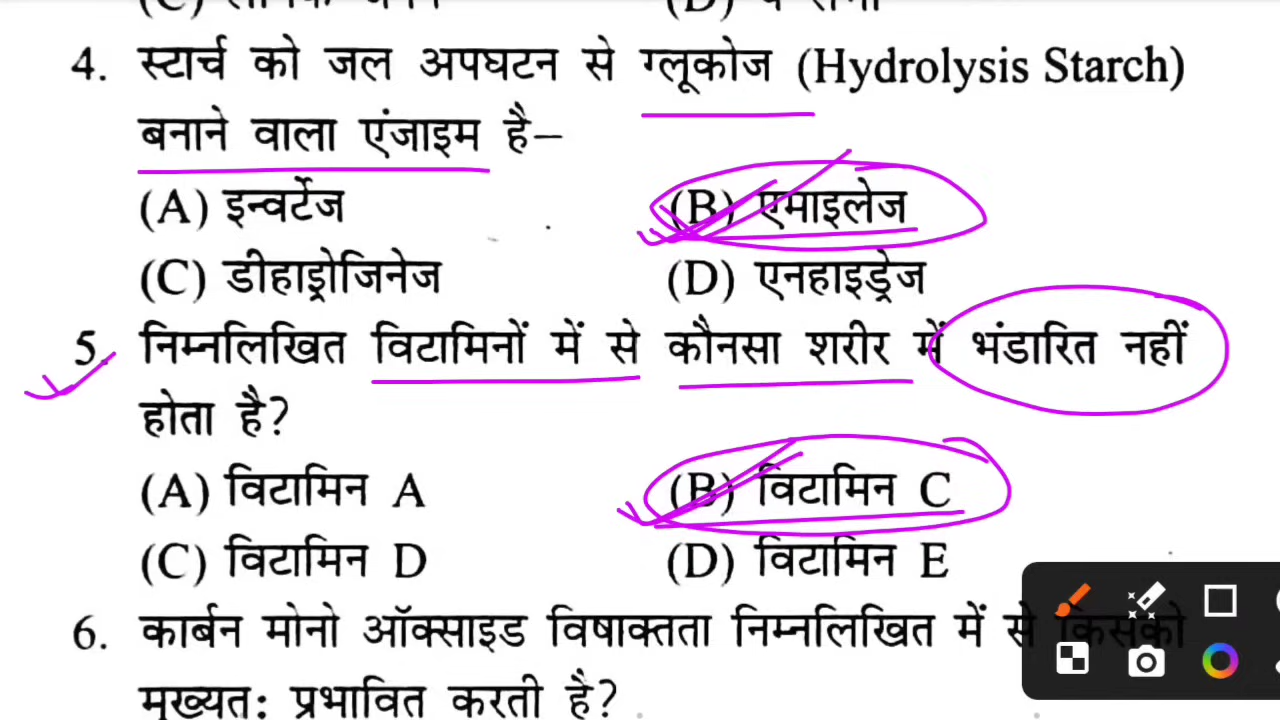 4. स्टार्च को जल अपघटन से ग्लूकोज (Hydrolysis Starch)
बनाने वाला एंजाइम है–
(A) इन्वर्टेज (B) एमाइलेज
(C) डीहाइड्रोजिनेज (D) एनहाइड्रेज
5. निम्नलिखित विटामिनों में से कौनसा शरीर में भंडारित नहीं
होता है?
(A) विटामिन A (B) विटामिन C
(C) विटामिन D (D) विटामिन E
6. कार्बन मोनो ऑक्साइड विषाक्तता निम्नलिखित में से किसको
मुख्यत: प्रभावित करती है?